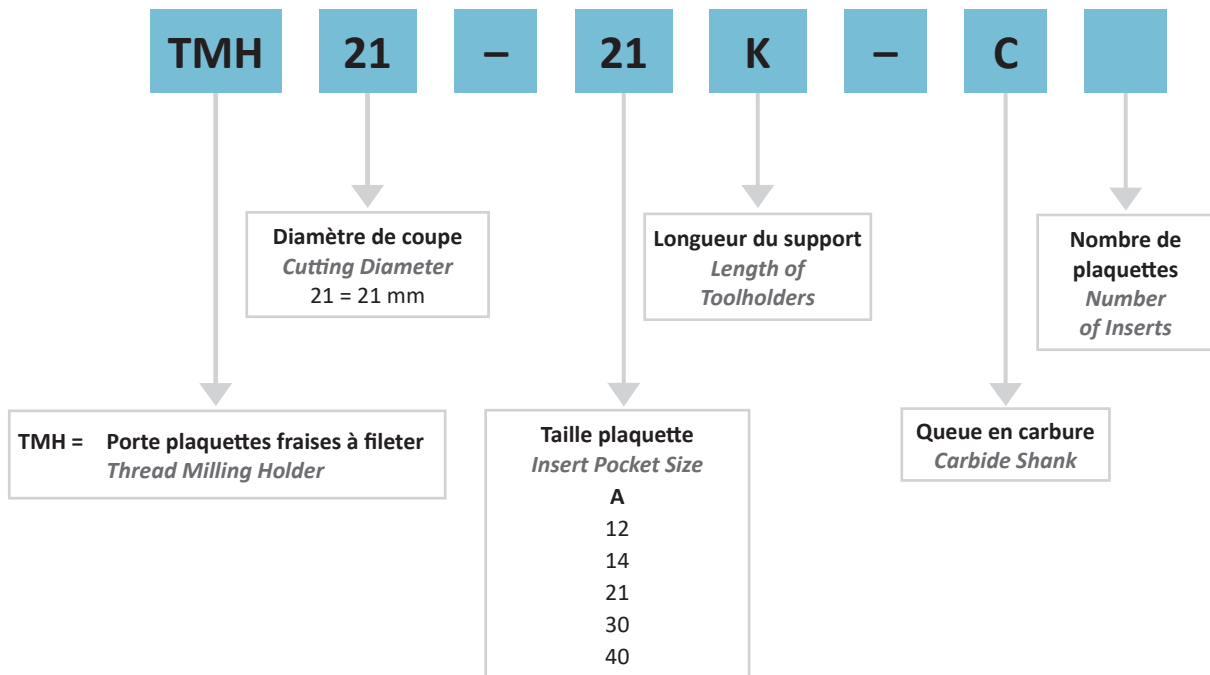 TMH 21 – 21 K – C
Diamètre de coupe
Cutting Diameter
21 = 21 mm
Longueur du support
Length of
Toolholders
Nombre de
plaquettes
Number
of Inserts
TMH = Porte plaquettes fraises à fileter
Thread Milling Holder
Taille plaquette
Insert Pocket Size
A
12
14
21
30
40
Queue en carbure
Carbide Shank